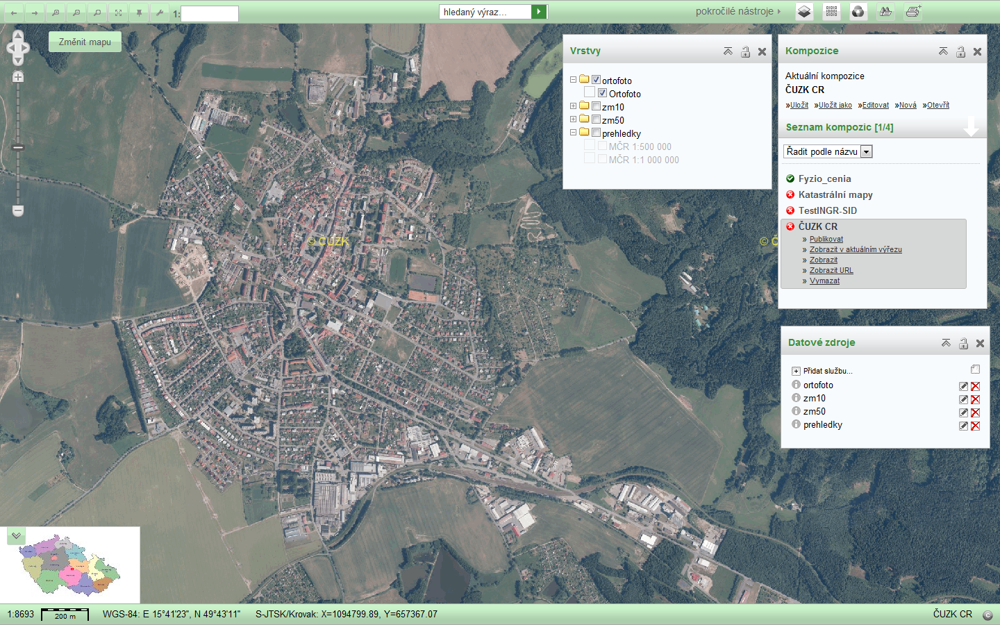 1:
hledaný výraz...
pokročilé nástroje
Změnit mapu
Vrstvy
ortofoto
Ortofoto
zm10
zm50
prehledky
MČR 1:500 000
MČR 1:1 000 000
Kompozice
Aktuální kompozice
ČUZK CR
»Uložit »Uložit jako »Editovat »Nová »Otevřít
Seznam kompozic [1/4]
Řadit podle názvu
Fyzio_cenia
Katastrální mapy
TestINGR-SID
ČUZK CR
» Publikovat
» Zobrazit v aktuálním výřezu
» Zobrazit
» Zobrazit URL
» Vymazat
© ČUZK
© Č
Datové zdroje
Přidat službu...
ortofoto
zm10
zm50
prehledky
1:8693
200 m
WGS-84: E 15°41'23", N 49°43'11"
S-JTSK/Krovak: X=1094799.89, Y=657367.07
ČUZK CR